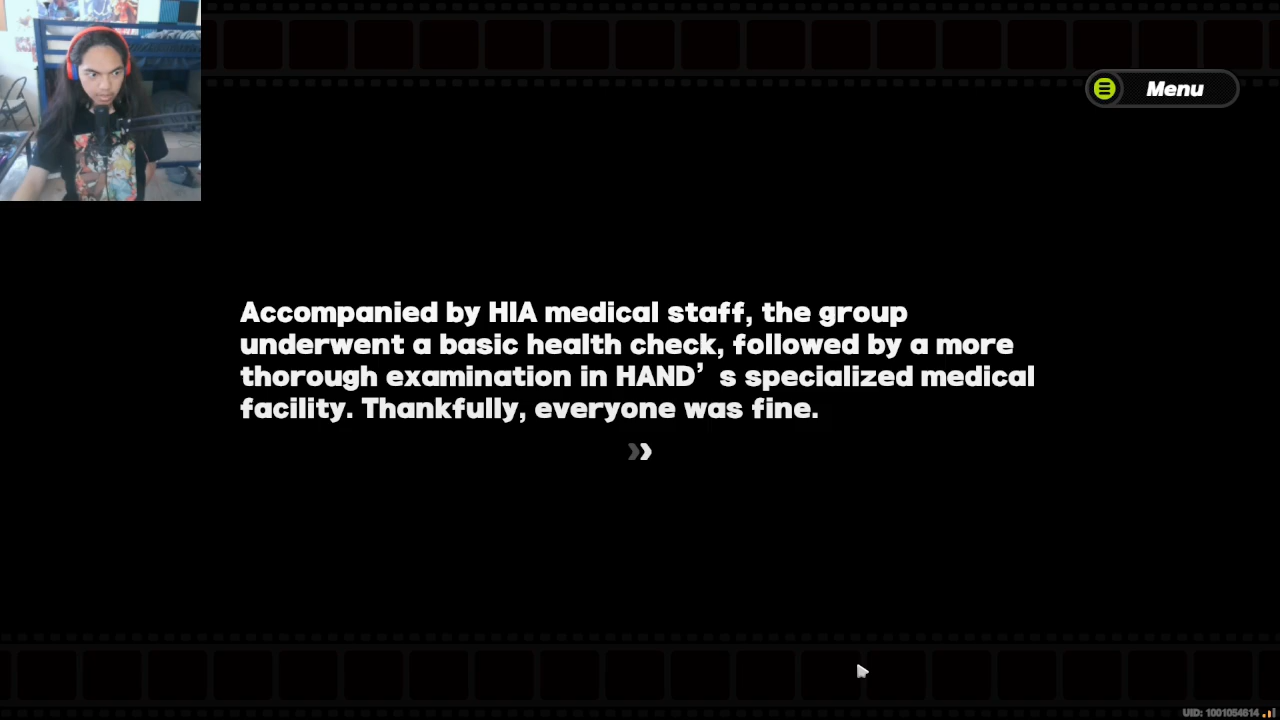 Menu
Accompanied by HIA medical staff, the group
underwent a basic health check, followed by a more
thorough examination in HAND’s specialized medical
facility. Thankfully, everyone was fine.
UID: 1001054614